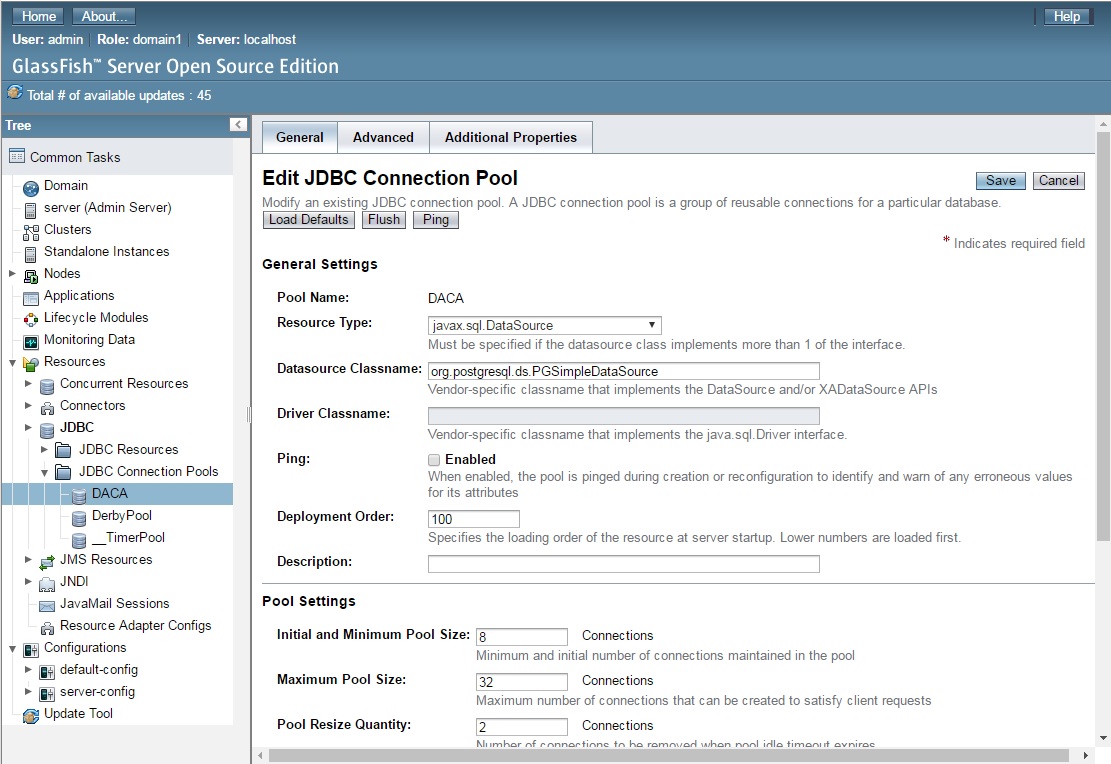 Home About... Help
User: admin Role: domain1 Server: localhost
GlassFish™ Server Open Source Edition
Total # of available updates : 45
Tree
Common Tasks
Domain
server (Admin Server)
Clusters
Standalone Instances
Nodes
Applications
Lifecycle Modules
Monitoring Data
Resources
Concurrent Resources
Connectors
JDBC
JDBC Resources
JDBC Connection Pools
DACA
DerbyPool
__TimerPool
JMS Resources
JNDI
JavaMail Sessions
Resource Adapter Configs
Configurations
default-config
server-config
Update Tool
General Advanced Additional Properties
Edit JDBC Connection Pool
Save Cancel
Modify an existing JDBC connection pool. A JDBC connection pool is a group of reusable connections for a particular database.
Load Defaults Flush Ping
* Indicates required field
General Settings
Pool Name: DACA
Resource Type: javax.sql.DataSource
Must be specified if the datasource class implements more than 1 of the interface.
Datasource Classname: org.postgresql.ds.PGSimpleDataSource
Vendor-specific classname that implements the DataSource and/or XADataSource APIs
Driver Classname:
Vendor-specific classname that implements the java.sql.Driver interface.
Ping: Enabled
When enabled, the pool is pinged during creation or reconfiguration to identify and warn of any erroneous values
for its attributes
Deployment Order: 100
Specifies the loading order of the resource at server startup. Lower numbers are loaded first.
Description:
Pool Settings
Initial and Minimum Pool Size: 8 Connections
Minimum and initial number of connections maintained in the pool
Maximum Pool Size: 32 Connections
Maximum number of connections that can be created to satisfy client requests
Pool Resize Quantity: 2 Connections
Number of connections to be removed when pool idle timeout expires